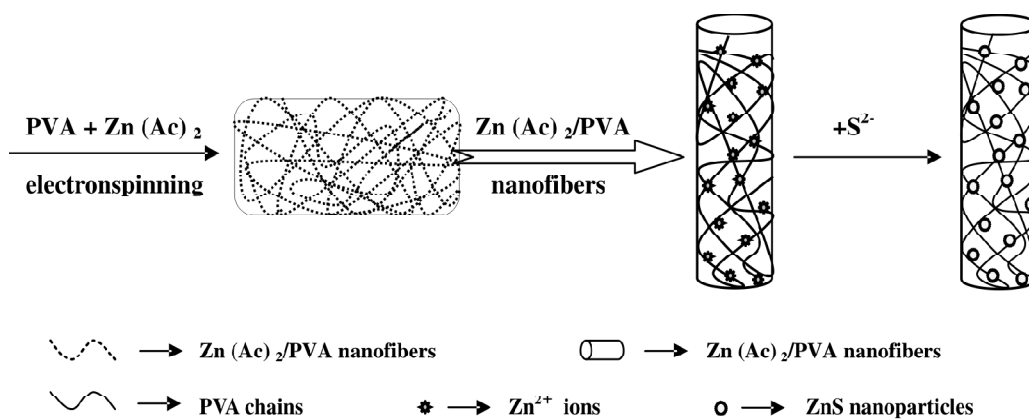 PVA + Zn (Ac) 2
electronspinning
Zn (Ac) 2/PVA
nanofibers
+S2-
Zn (Ac) 2/PVA nanofibers
Zn (Ac) 2/PVA nanofibers
PVA chains
Zn2+ ions
ZnS nanoparticles